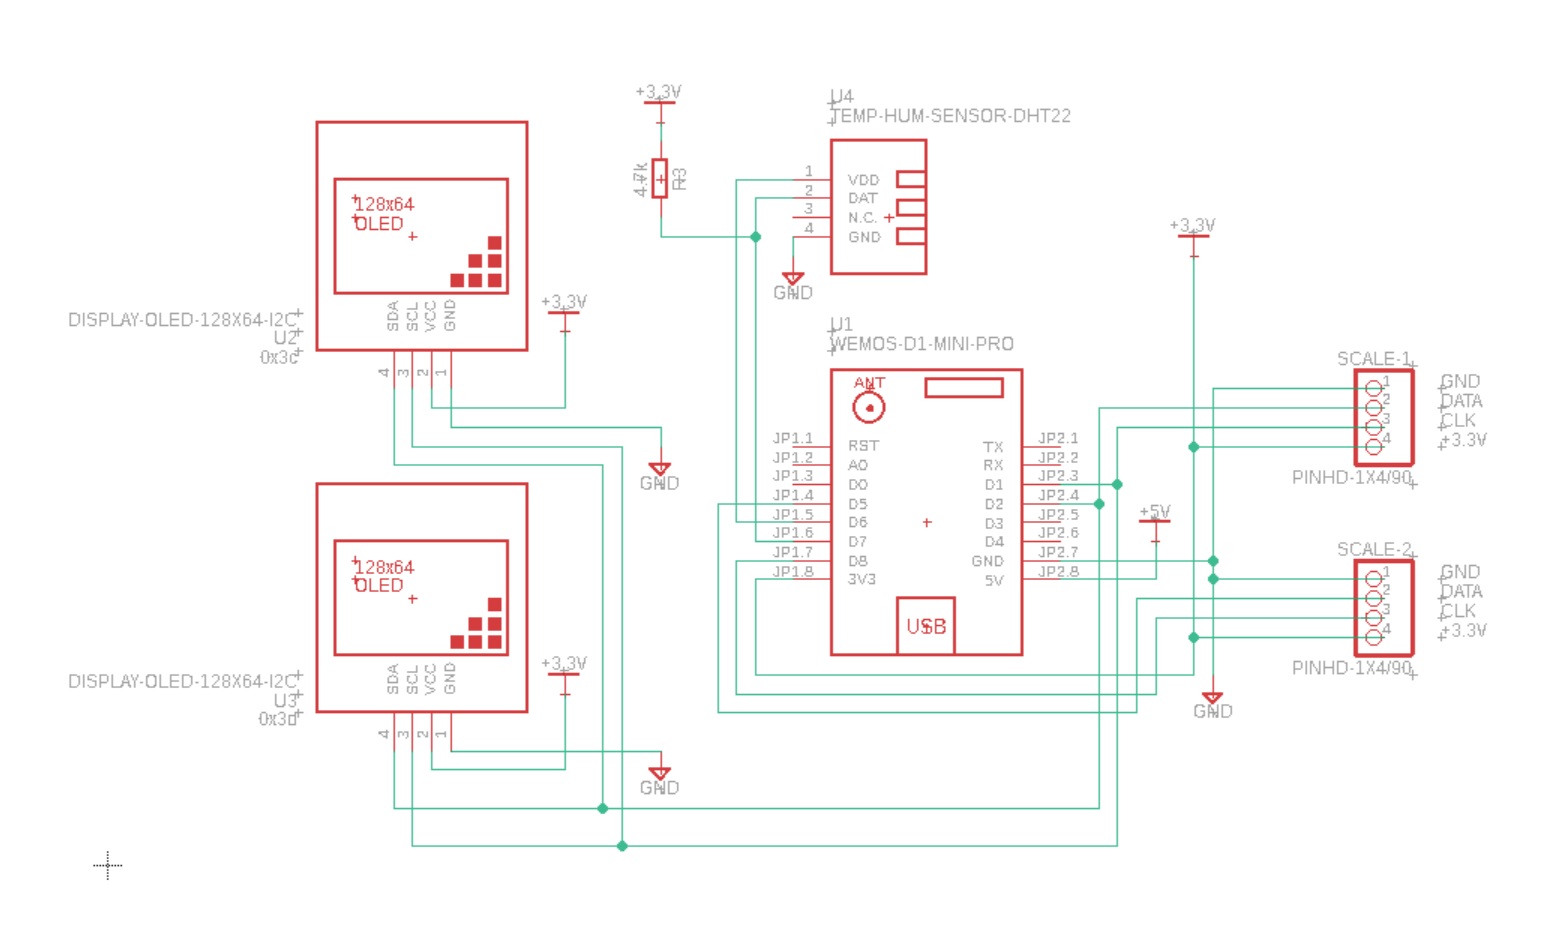 +3.3V
4.7k
R3
U4
TEMP-HUM-SENSOR-DHT22
1 VDD
2 DAT
3 N.C.
4 GND
GND
128x64
OLED
SDA
SCL
VCC
GND
4
3
2
1
DISPLAY-OLED-128X64-I2C
U2
0x3c
+3.3V
GND
U1
WEMOS-D1-MINI-PRO
ANT
JP1.1 RST
JP1.2 A0
JP1.3 D0
JP1.4 D5
JP1.5 D6
JP1.6 D7
JP1.7 D8
JP1.8 3V3
TX JP2.1
RX JP2.2
D1 JP2.3
D2 JP2.4
D3 JP2.5
D4 JP2.6
GND JP2.7
5V JP2.8
USB
+5V
+3.3V
SCALE-1
1 GND
2 DATA
3 CLK
4 +3.3V
PINHD-1X4/90
SCALE-2
1 GND
2 DATA
3 CLK
4 +3.3V
PINHD-1X4/90
GND
128x64
OLED
SDA
SCL
VCC
GND
4
3
2
1
DISPLAY-OLED-128X64-I2C
U3
+3.3V
GND